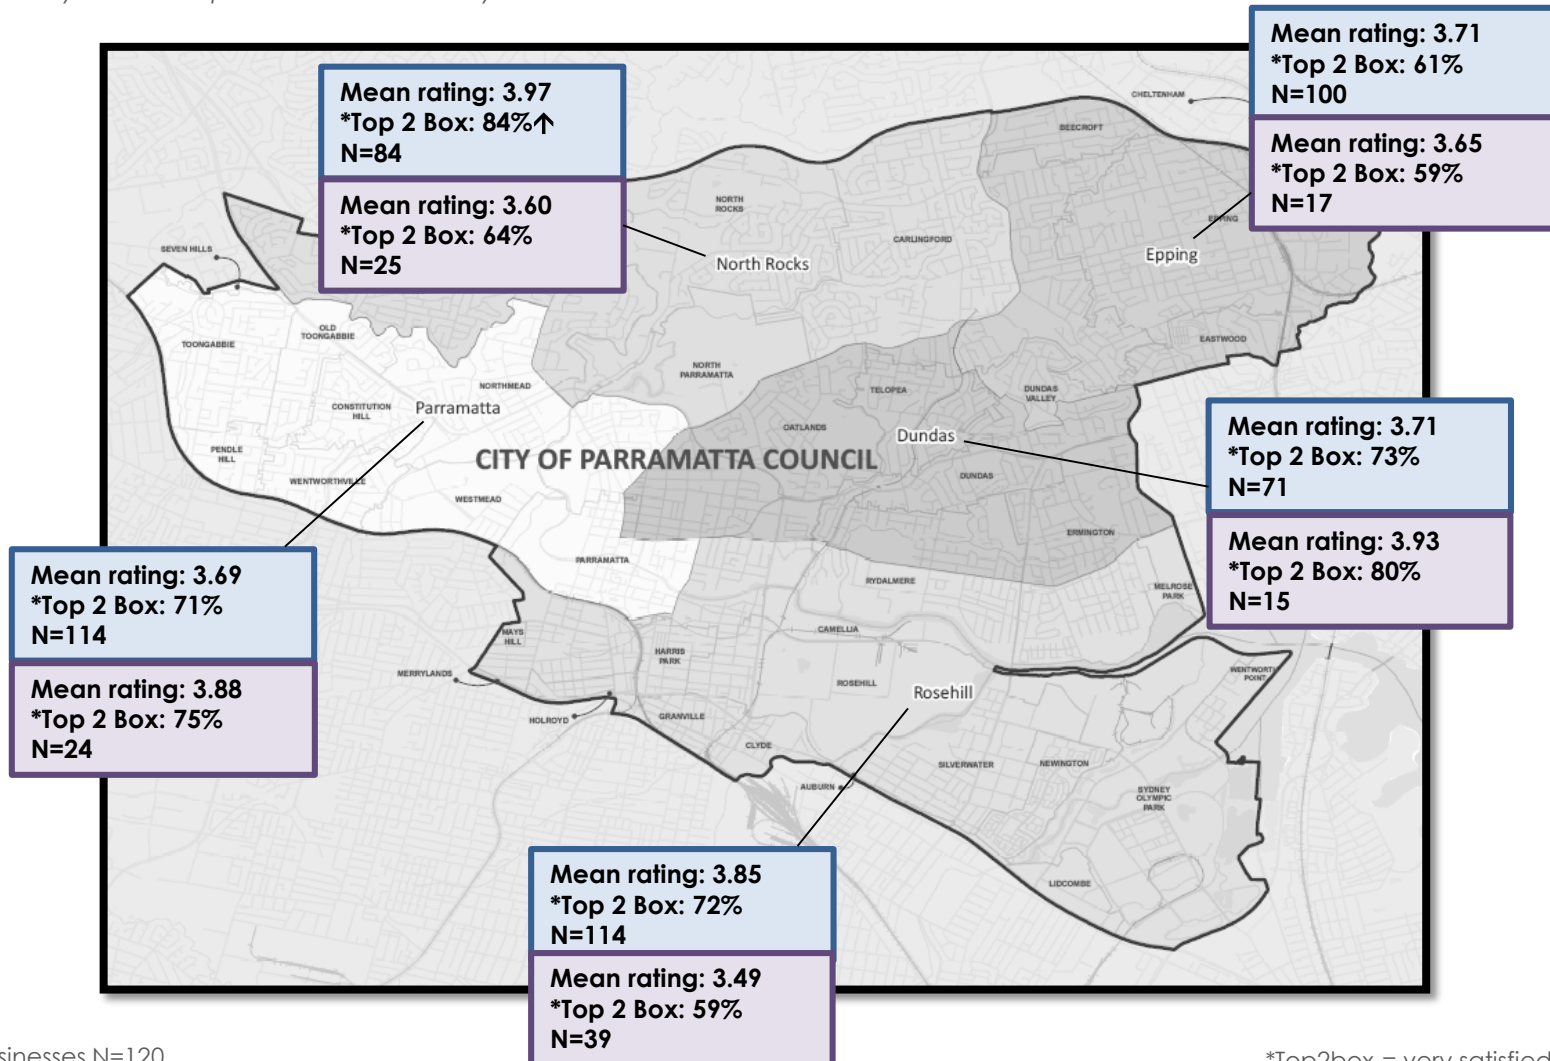 Mean rating: 3.71
*Top 2 Box: 61%
N=100
Mean rating: 3.65
*Top 2 Box: 59%
N=17
Mean rating: 3.97
*Top 2 Box: 84%↑
N=84
Mean rating: 3.60
*Top 2 Box: 64%
N=25
CHELTENHAM
BEECROFT
NORTH
ROCKS
EPPING
CARLINGFORD
SEVEN HILLS
North Rocks
Epping
OLD
TOONGABBIE
TOONGABBIE
EASTWOOD
NORTH
PARRAMATTA
NORTHMEAD
TELOPEA
DUNDAS
VALLEY
CONSTITUTION
HILL
Parramatta
OATLANDS
Dundas
PENDLE
HILL
CITY OF PARRAMATTA COUNCIL
WENTWORTHVILLE
DUNDAS
WESTMEAD
ERMINGTON
Mean rating: 3.71
*Top 2 Box: 73%
N=71
Mean rating: 3.93
*Top 2 Box: 80%
N=15
PARRAMATTA
RYDALMERE
MELROSE
PARK
Mean rating: 3.69
*Top 2 Box: 71%
N=114
Mean rating: 3.88
*Top 2 Box: 75%
N=24
MAYS
HILL
CAMELLIA
HARRIS
PARK
MERRYLANDS
ROSEHILL
Rosehill
WENTWORTH
POINT
HOLROYD
GRANVILLE
CLYDE
SILVERWATER
NEWINGTON
AUBURN
SYDNEY
OLYMPIC
PARK
LIDCOMBE
Mean rating: 3.85
*Top 2 Box: 72%
N=114
Mean rating: 3.49
*Top 2 Box: 59%
N=39
sinesses N=120
*Top2box = very satisfied